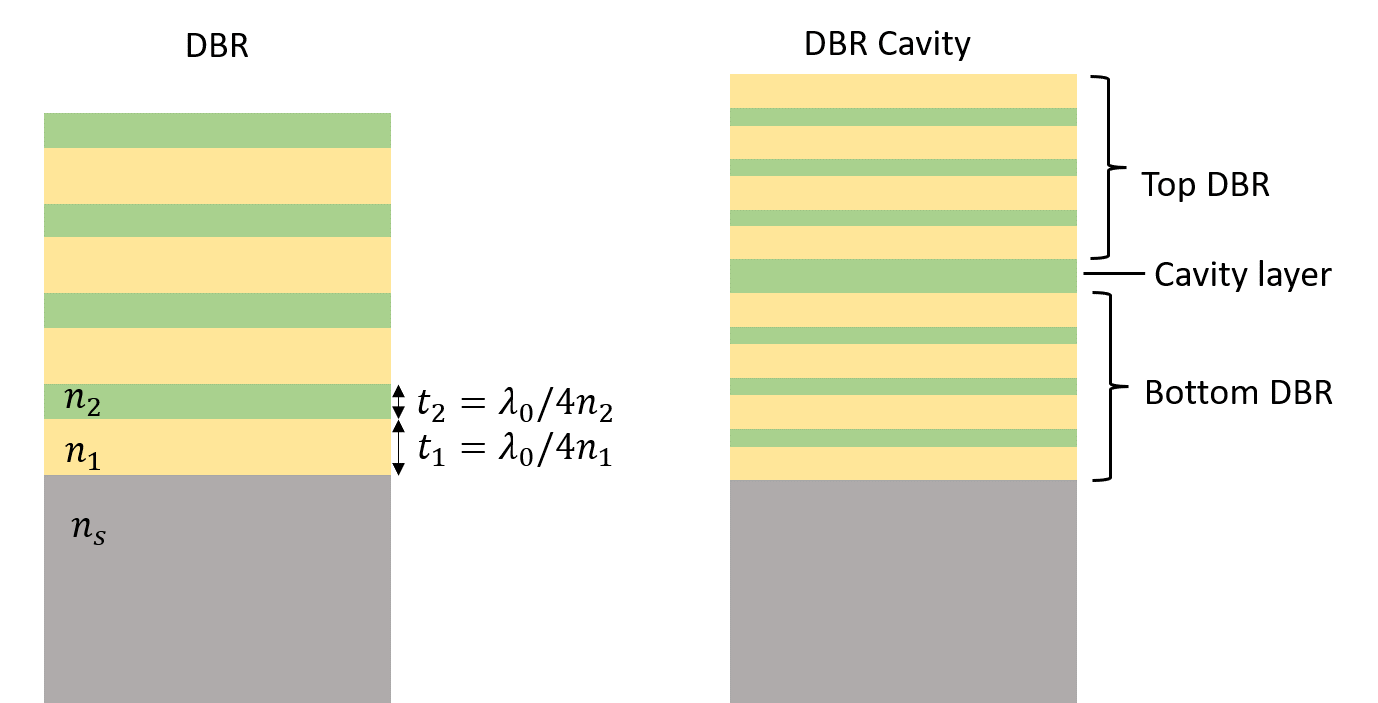 DBR
n₂
n₁
nₛ
t₂ = λ₀/4n₂
t₁ = λ₀/4n₁
DBR Cavity
Top DBR
Cavity layer
Bottom DBR